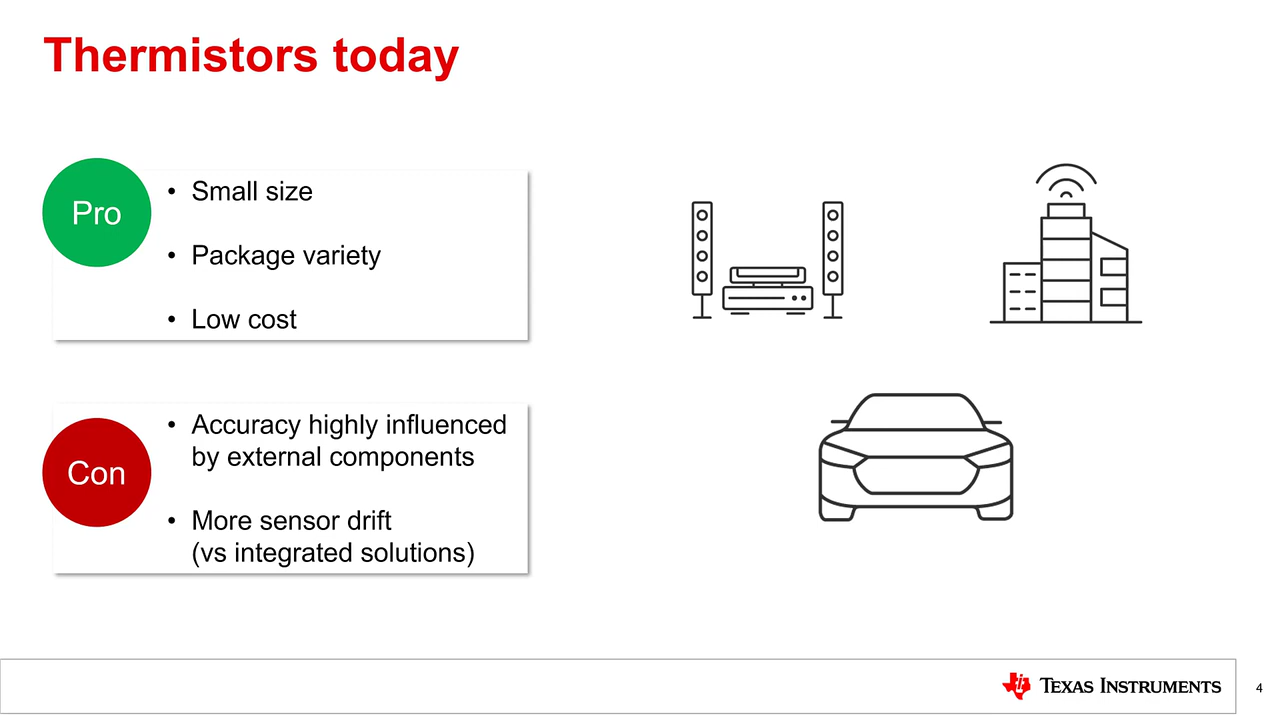 Thermistors today
Pro
• Small size
• Package variety
• Low cost
Con
• Accuracy highly influenced
by external components
• More sensor drift
(vs integrated solutions)
Texas Instruments
4